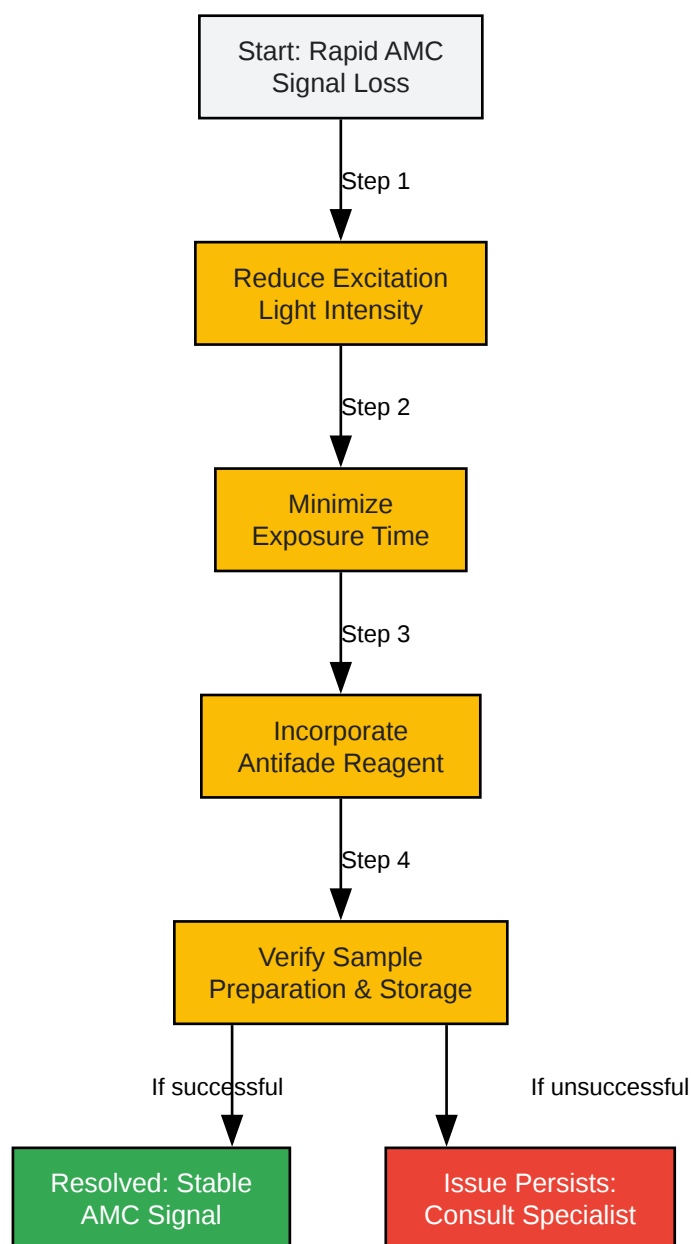 Start: Rapid AMC
Signal Loss
Step 1
Reduce Excitation
Light Intensity
Step 2
Minimize
Exposure Time
Step 3
Incorporate
Antifade Reagent
Step 4
Verify Sample
Preparation & Storage
If successful
If unsuccessful
Resolved: Stable
AMC Signal
Issue Persists:
Consult Specialist